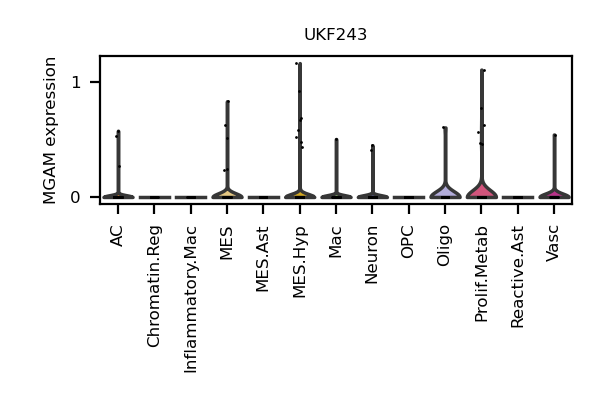 UKF243
MGAM expression
1
0
AC
Chromatin.Reg
Inflammatory.Mac
MES
MES.Ast
MES.Hyp
Mac
Neuron
OPC
Oligo
Prolif.Metab
Reactive.Ast
Vasc